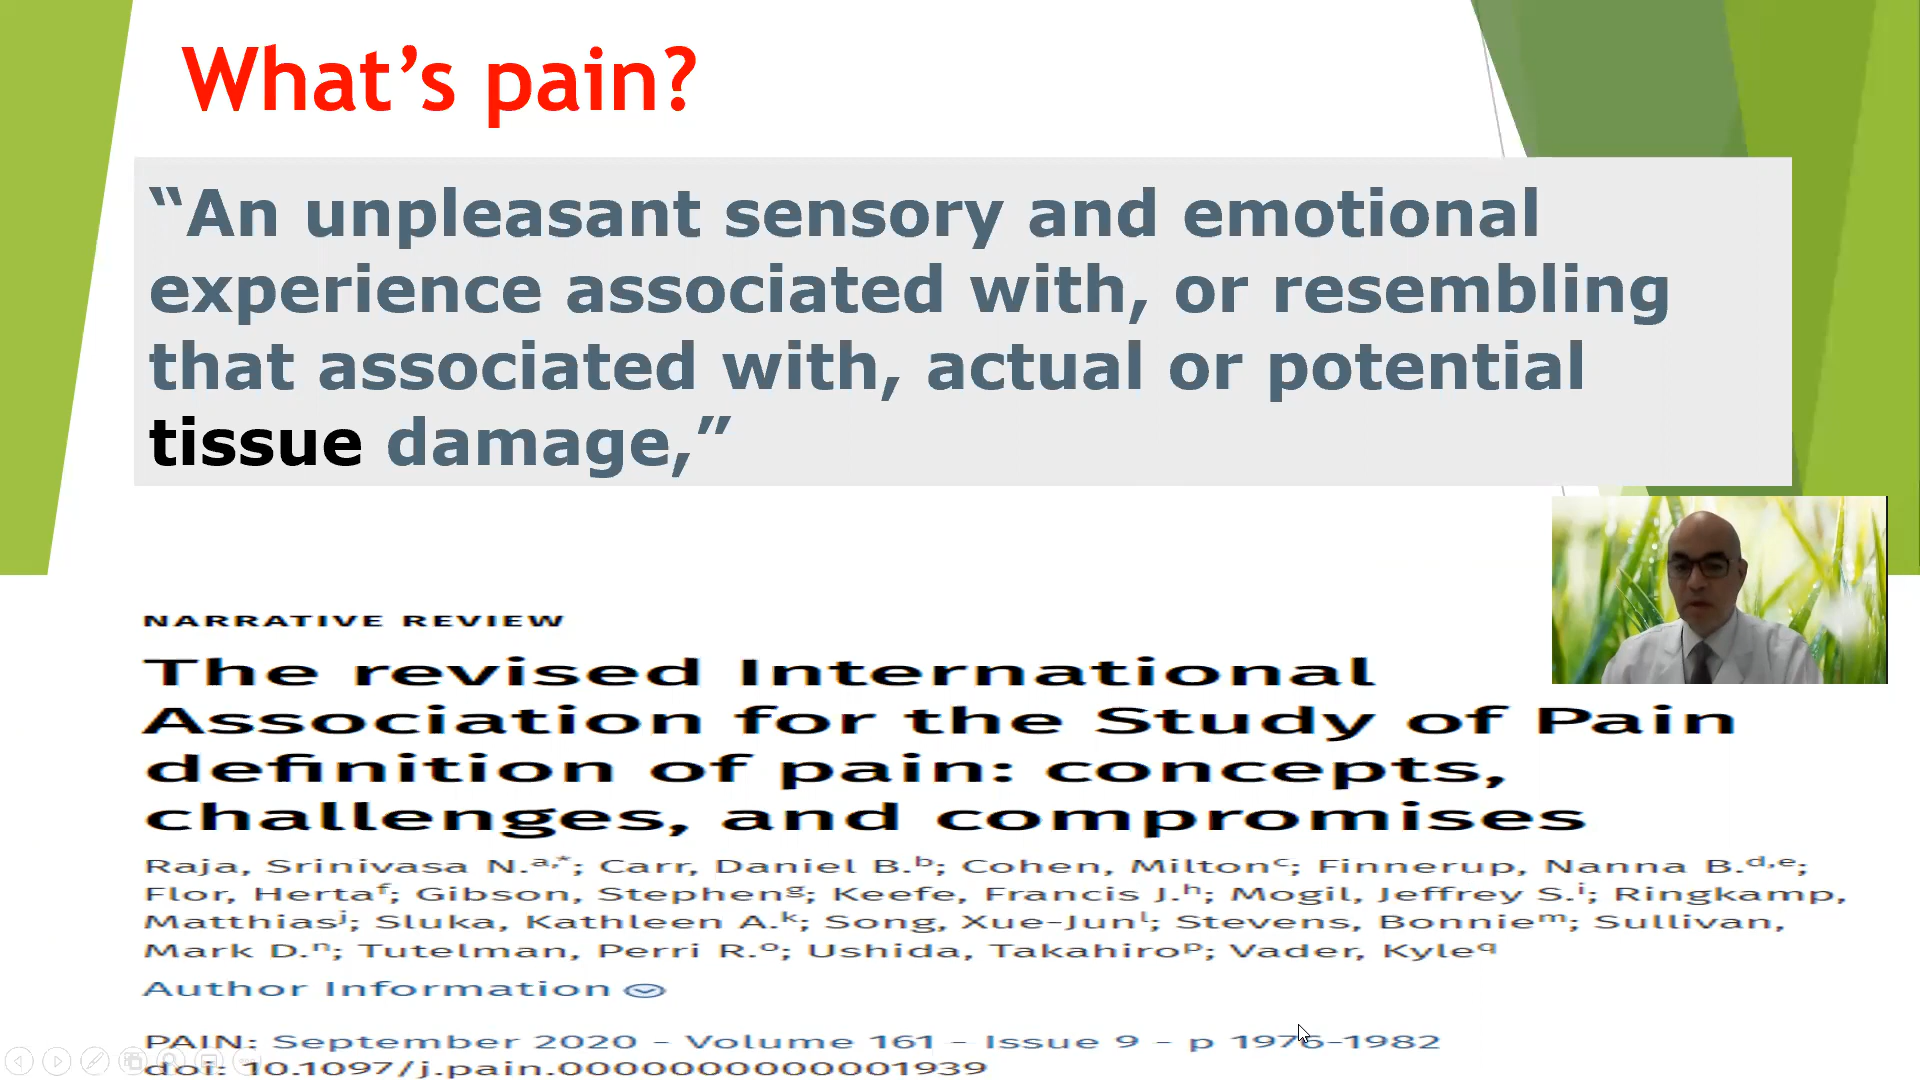 What’s pain?
“An unpleasant sensory and emotional
experience associated with, or resembling
that associated with, actual or potential
tissue damage,”
NARRATIVE REVIEW
The revised International
Association for the Study of Pain
definition of pain: concepts,
challenges, and compromises
Raja, Srinivasa N.a,*; Carr, Daniel B.b; Cohen, Miltonc; Finnerup, Nanna B.d,e;
Flor, Hertaf; Gibson, Stepheng; Keefe, Francis J.h; Mogil, Jeffrey S.i; Ringkamp,
Matthiasj; Sluka, Kathleen A.k; Song, Xue-Junl; Stevens, Bonniem; Sullivan,
Mark D.n; Tutelman, Perri R.o; Ushida, Takahirop; Vader, Kyleq
Author Information
PAIN: September 2020 - Volume 161 - Issue 9 - p 1976-1982
doi: 10.1097/j.pain.0000000000001939